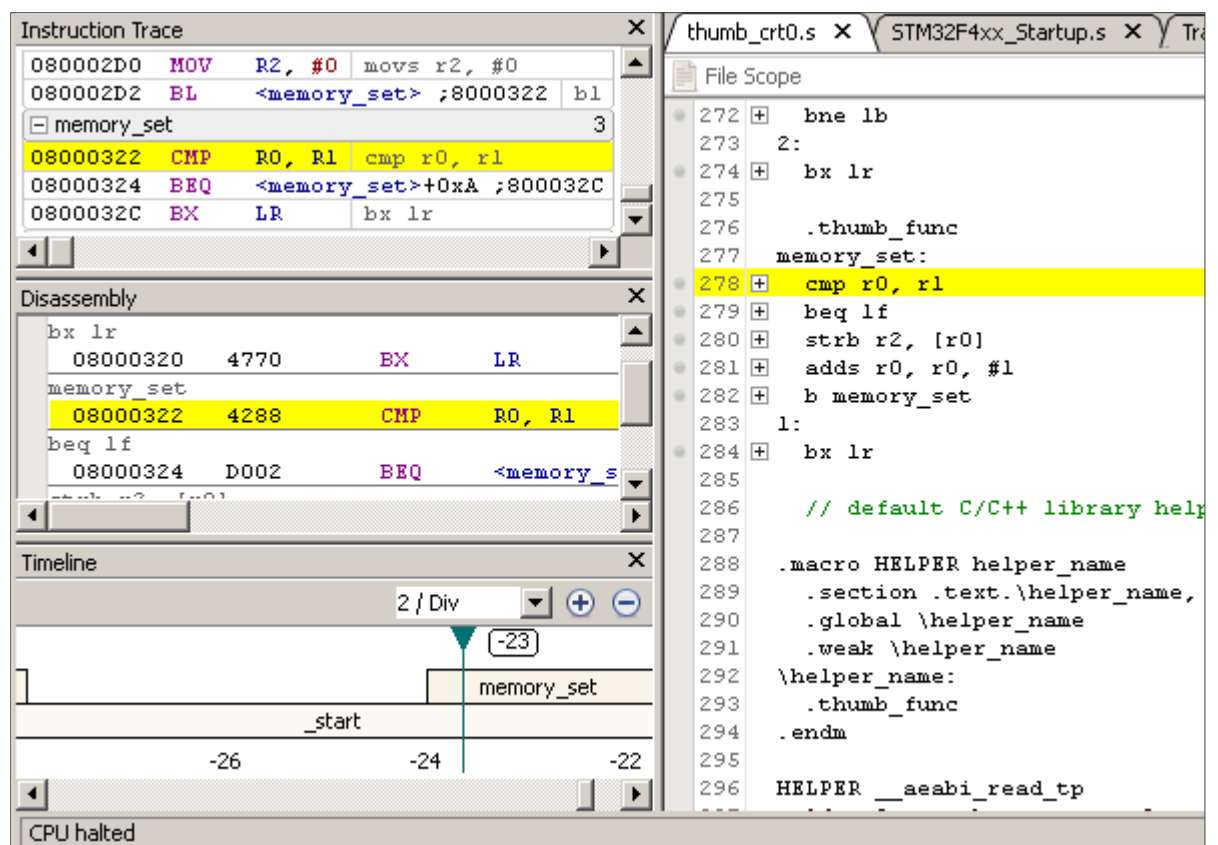 Instruction Trace
080002D0 MOV R2, #0 movs r2, #0
080002D2 BL <memory_set> ;8000322 bl
memory_set 3
08000322 CMP R0, R1 cmp r0, r1
08000324 BEQ <memory_set>+0xA ;800032C
0800032C BX LR bx lr
Disassembly
bx lr
08000320 4770 BX LR
memory_set
08000322 4288 CMP R0, R1
beq 1f
08000324 D002 BEQ <memory_s
Timeline
2 / Div
-23
memory_set
_start
-26 -24 -22
CPU halted
thumb_crt0.s STM32F4xx_Startup.s Tra
File Scope
272 bne 1b
273 2:
274 bx lr
275
276 .thumb_func
277 memory_set:
278 cmp r0, r1
279 beq 1f
280 strb r2, [r0]
281 adds r0, r0, #1
282 b memory_set
283 1:
284 bx lr
285
286 // default C/C++ library help
287
288 .macro HELPER helper_name
289 .section .text.\helper_name,
290 .global \helper_name
291 .weak \helper_name
292 \helper_name:
293 .thumb_func
294 .endm
295
296 HELPER __aeabi_read_tp